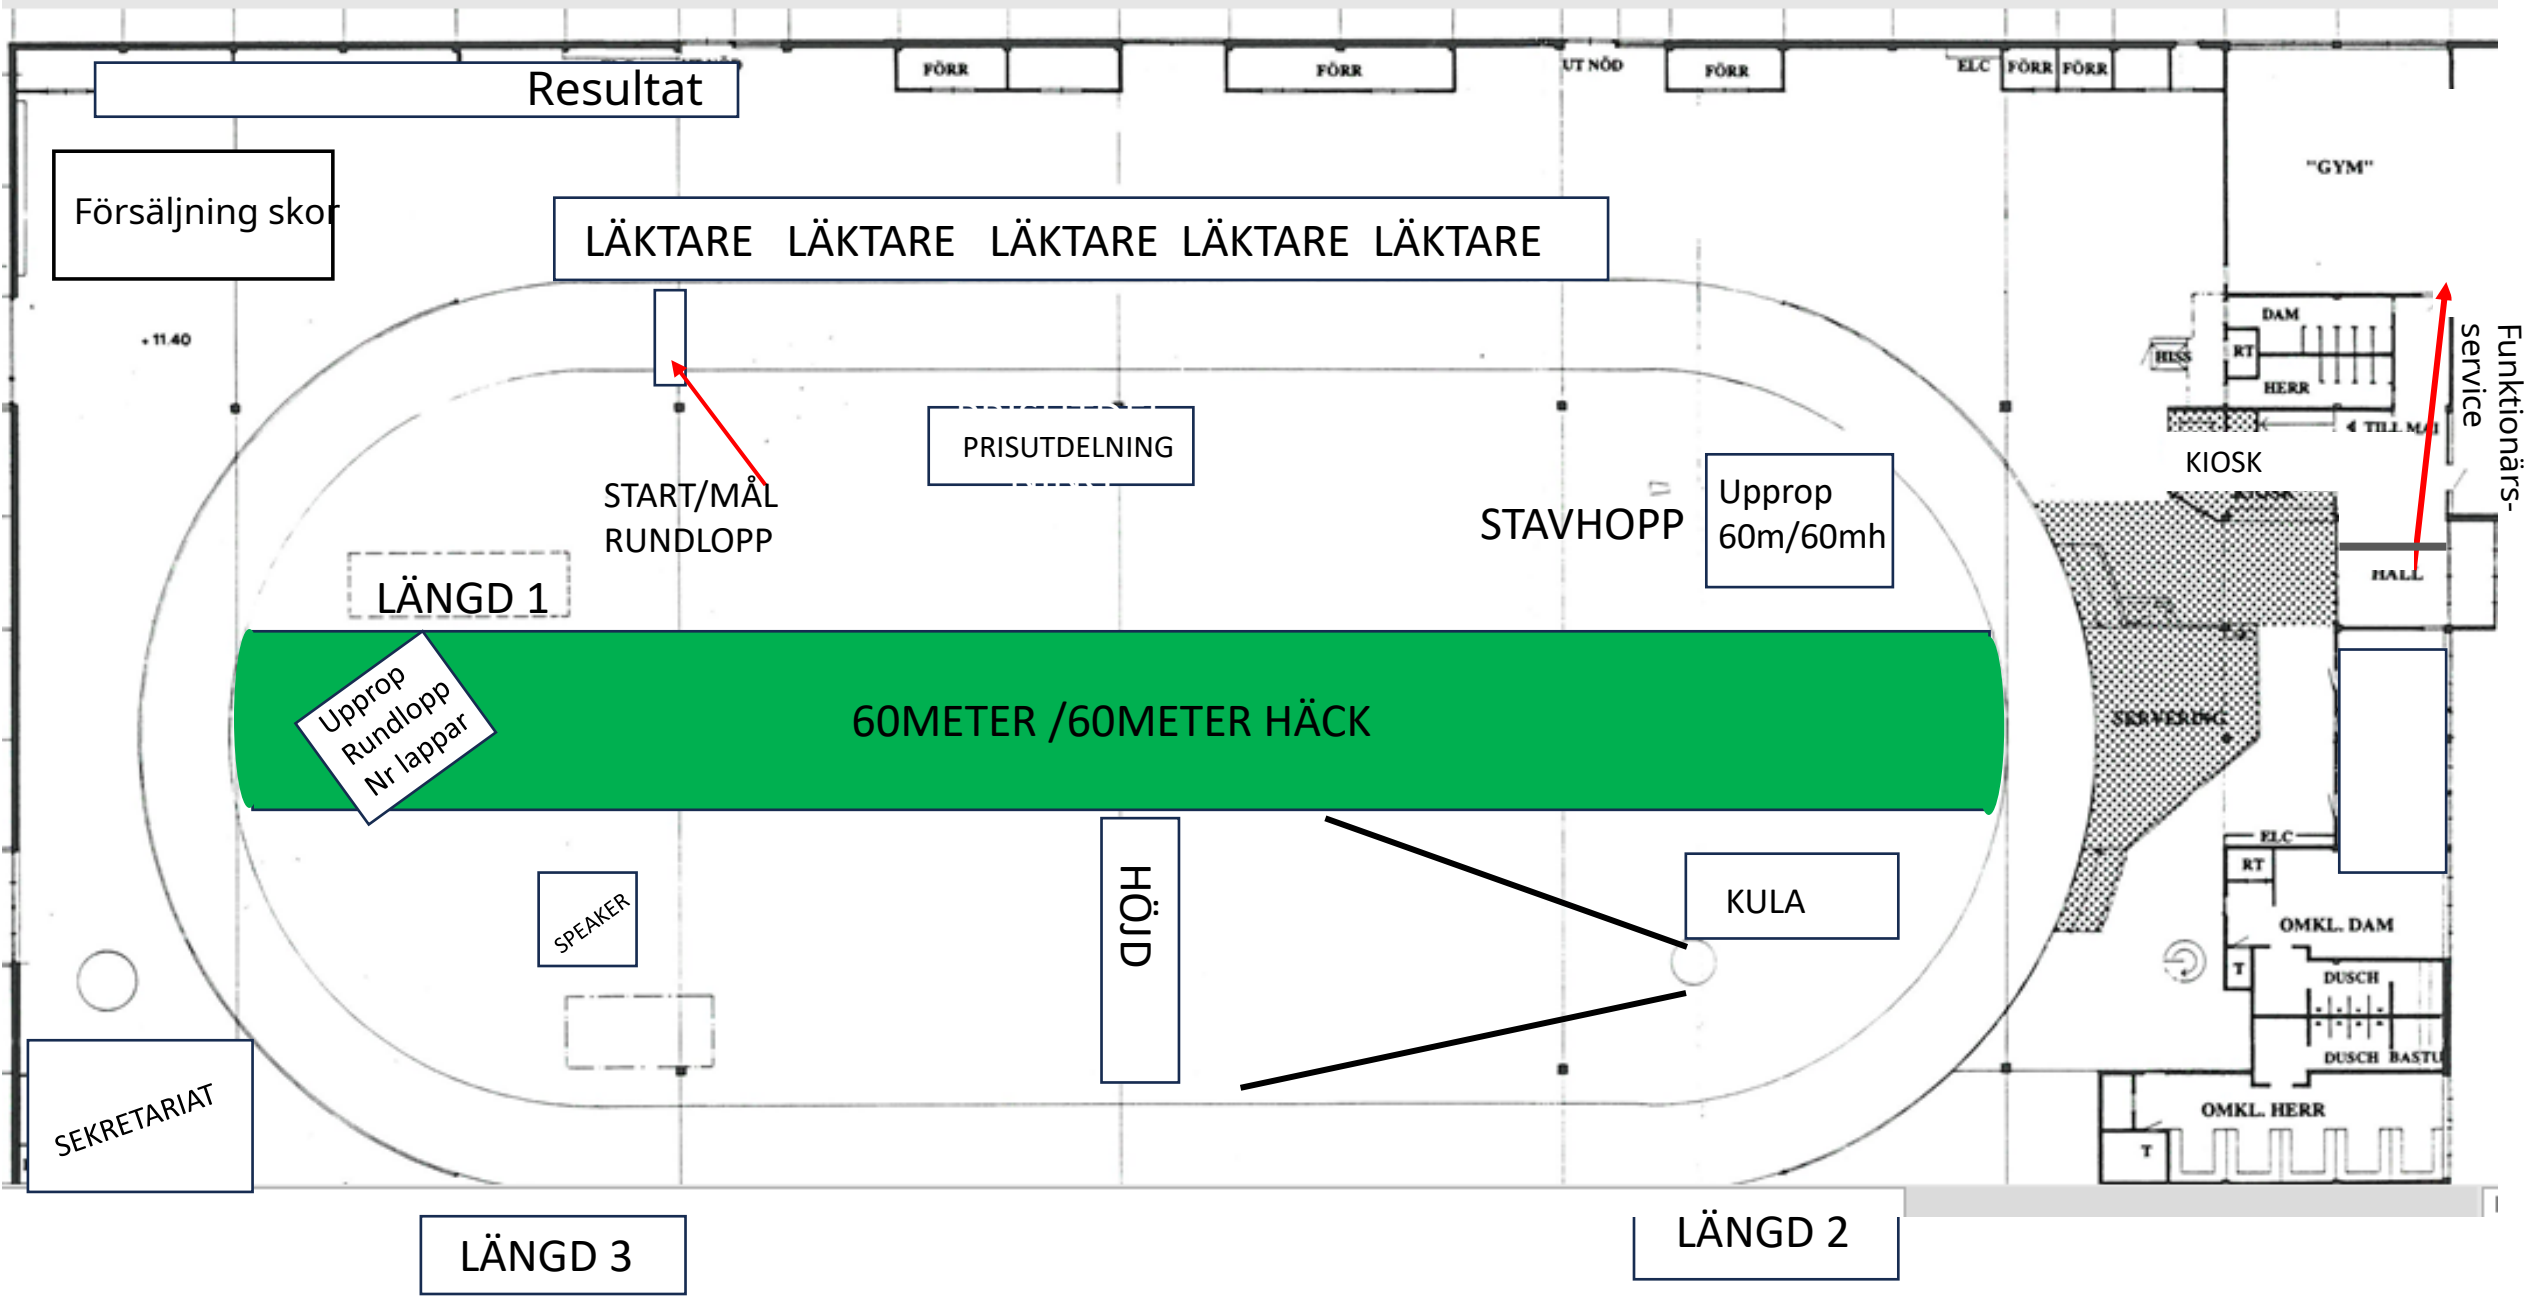 FÖRR
FÖRR
UT NÖD
FÖRR
ELC
FÖRR
FÖRR
Resultat
"GYM"
Försäljning skor
LÄKTARE LÄKTARE LÄKTARE LÄKTARE LÄKTARE
+ 11.40
DAM
HISS
RT
HERR
Funktionärs-
service
TILL
PRISUTDELNING
KIOSK
START/MÅL
RUNDLOPP
STAVHOPP
Upprop
60m/60mh
HALL
LÄNGD 1
Upprop
Rundlopp
Nr lappar
60METER /60METER HÄCK
SERVERING
ELC
RT
HÖJD
KULA
SPEAKER
OMKL. DAM
T
DUSCH
DUSCH BASTU
SEKRETARIAT
OMKL. HERR
T
LÄNGD 3
LÄNGD 2